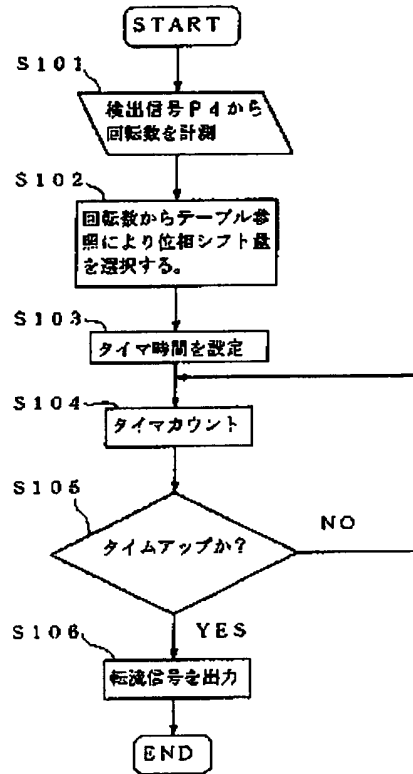 START
S101
検出信号P4から
回転数を計測
S102
回転数からテーブル参
照により位相シフト量
を選択する。
S103
タイマ時間を設定
S104
タイマカウント
S105
タイムアップか?
NO
YES
S106
転流信号を出力
END